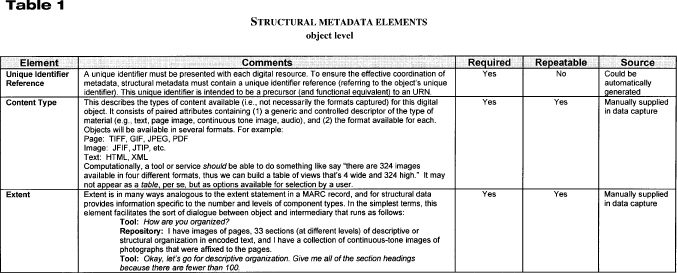 Table 1
STRUCTURAL METADATA ELEMENTS
object level
Element Comments Required Repeatable Source
Unique Identifier Reference
A unique identifier must be presented with each digital resource. To ensure the effective coordination of
metadata, structural metadata must contain a unique identifier reference (referring to the object's unique
identifier). This unique identifier is intended to be a precursor (and functional equivalent) to an URN.
Yes
No
Could be
automatically
generated
Content Type
This describes the types of content available (i.e., not necessarily the formats captured) for this digital
object. It consists of paired attributes containing (1) a generic and controlled descriptor of the type of
material (e.g., text, page image, continuous tone image, audio), and (2) the format available for each.
Objects will be available in several formats. For example:
Page: TIFF, GIF, JPEG, PDF
Image: JFIF, JTIP, etc.
Text: HTML, XML
Computationally, a tool or service should be able to do something like say "there are 324 images
available in four different formats, thus we can build a table of views that's 4 wide and 324 high." It may
not appear as a table, per se, but as options available for selection by a user.
Yes
Yes
Manually supplied
in data capture
Extent
Extent is in many ways analogous to the extent statement in a MARC record, and for structural data
provides information specific to the number and levels of component types. In the simplest terms, this
element facilitates the sort of dialogue between object and intermediary that runs as follows:
Tool: How are you organized?
Repository: I have images of pages, 33 sections (at different levels) of descriptive or
structural organization in encoded text, and I have a collection of continuous-tone images of
photographs that were affixed to the pages.
Tool: Okay, let's go for descriptive organization. Give me all of the section headings
because there are fewer than 100.
Yes
Yes
Manually supplied
in data capture